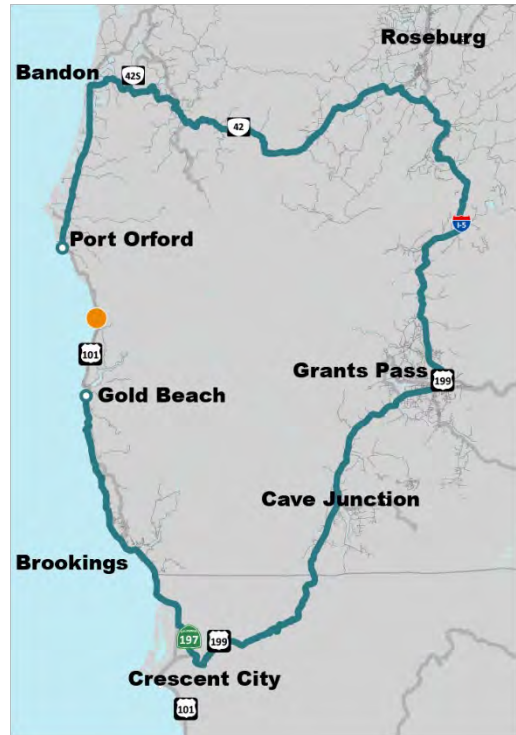 Roseburg
Bandon
42S
42
Port Orford
I-5
101
Grants Pass
199
Gold Beach
Cave Junction
Brookings
197
199
Crescent City
101